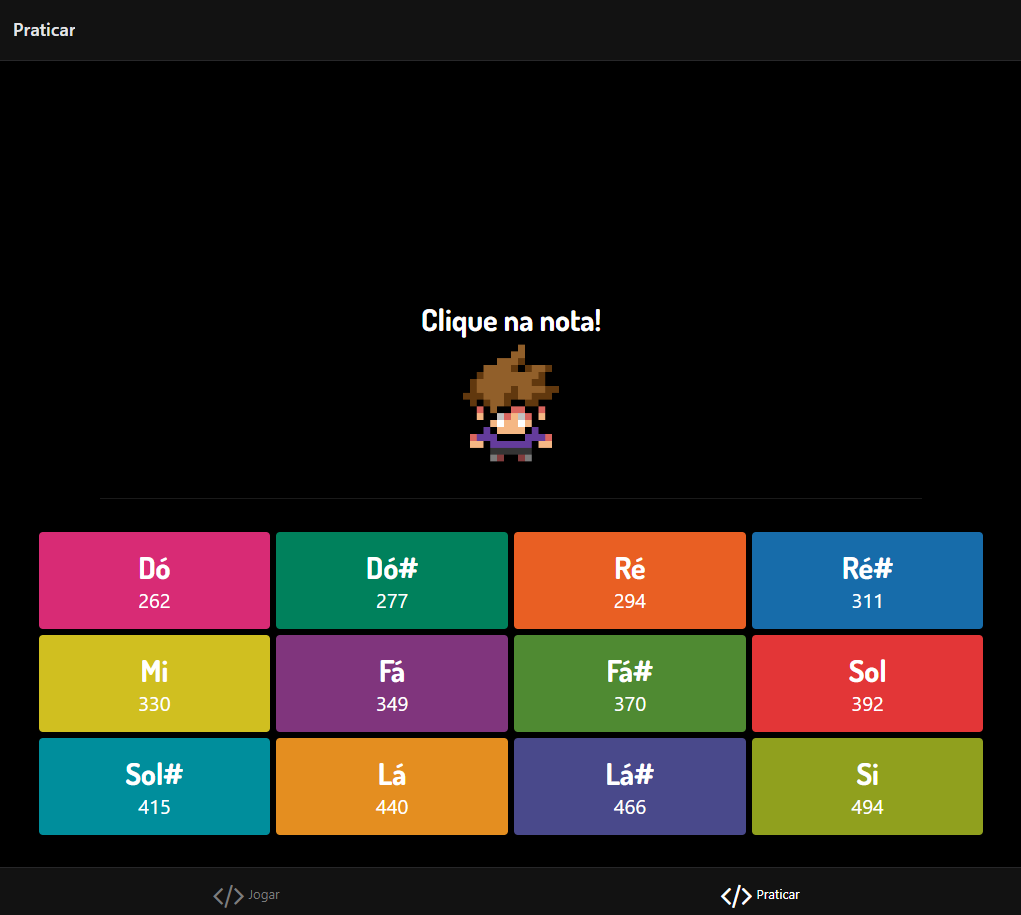 Praticar
Clique na nota!
Dó
262
Dó#
277
Ré
294
Ré#
311
Mi
330
Fá
349
Fá#
370
Sol
392
Sol#
415
Lá
440
Lá#
466
Si
494
</> Jogar
</> Praticar